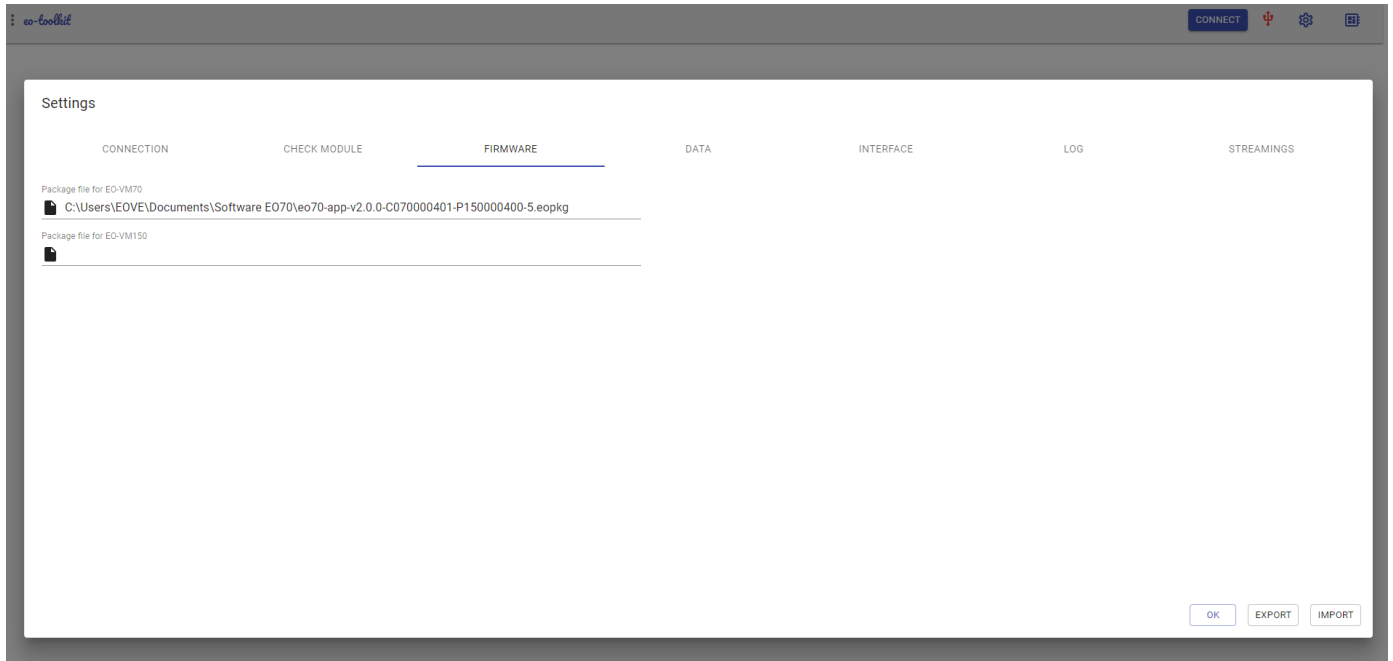 eo-toolkit
CONNECT
Settings
CONNECTION CHECK MODULE FIRMWARE DATA INTERFACE LOG STREAMINGS
Package file for EO-VM70
C:\Users\EOVE\Documents\Software EO70\eo70-app-v2.0.0-C070000401-P150000400-5.eopkg
Package file for EO-VM150
OK EXPORT IMPORT